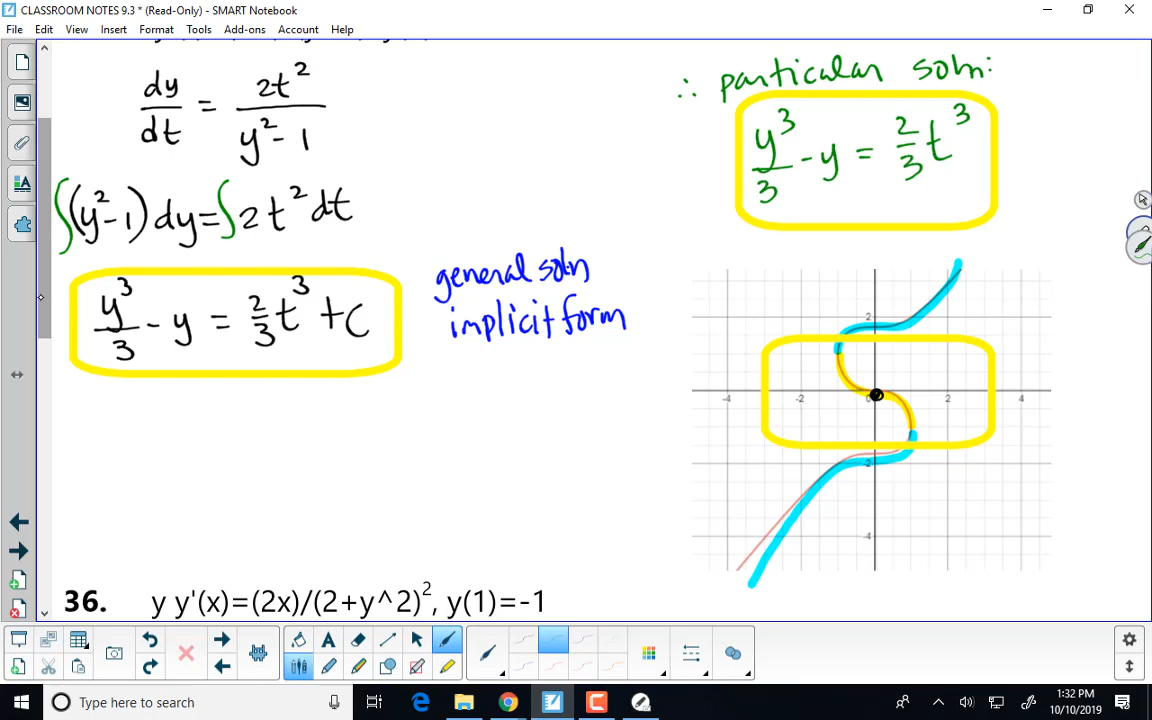 CLASSROOM NOTES 9.3 * (Read-Only) - SMART Notebook
File Edit View Insert Format Tools Add-ons Account Help
dy/dt = 2t²/(y²-1)
∫(y²-1) dy = ∫2t² dt
y³/3 - y = 2/3 t³ + C
general soln
implicit form
∴ particular soln:
y³/3 - y = 2/3 t³
2
-4 -2 0 2 4
-2
-4
36. y y'(x)=(2x)/(2+y^2)², y(1)=-1
Type here to search
1:32 PM
10/10/2019